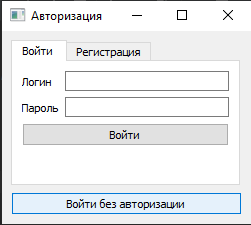 Авторизация
Войти Регистрация
Логин
Пароль
Войти
Войти без авторизации